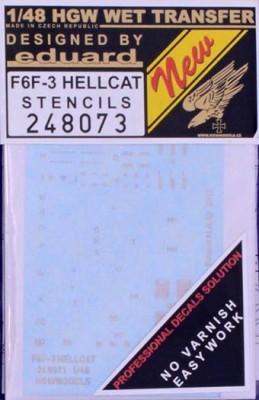 1/48 HGW WET TRANSFER
MADE IN CZECH REPUBLIC
DESIGNED BY
eduard
New
F6F-3 HELLCAT
STENCILS
248073
PROFESSIONAL DECALS SOLUTION
NO VARNISH
EASY WORK
F6F-3 HELLCAT
248073 1/48
HGWMODELS